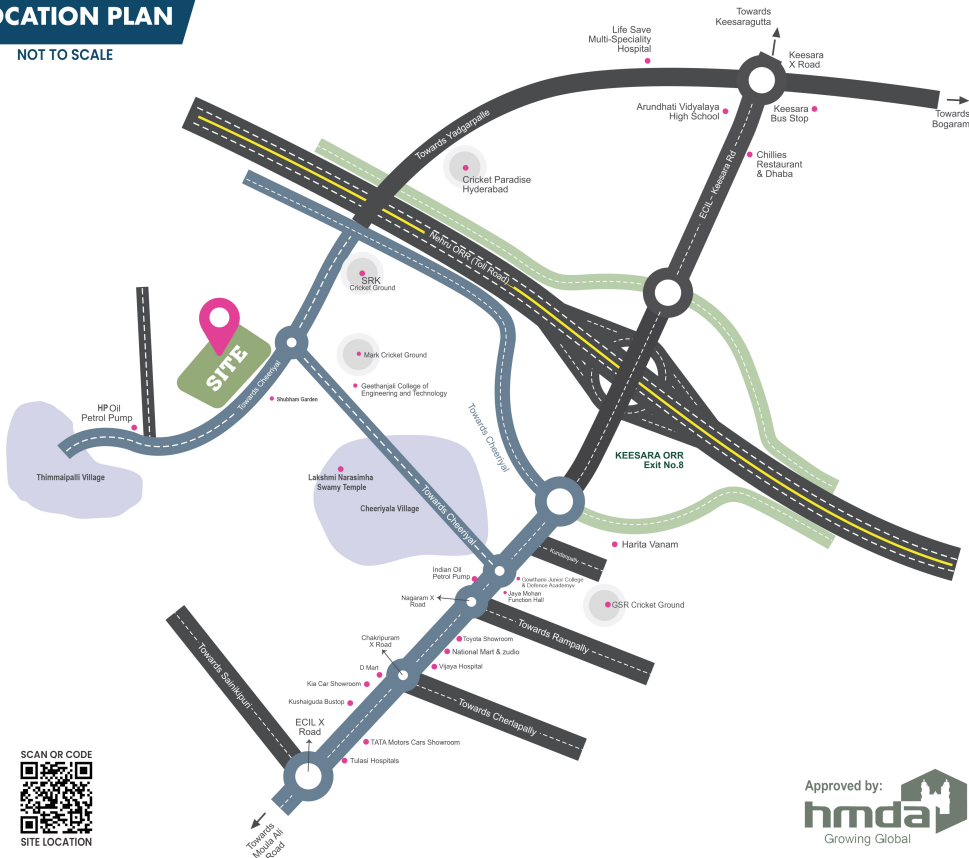 OCATION PLAN
NOT TO SCALE
Towards
Keesaragutta
Life Save
Multi-Speciality
Hospital
Keesara
X Road
Arundhati Vidyalaya
High School
Keesara
Bus Stop
Towards
Bogaram
Towards Yadgarpalle
Chillies
Restaurant
& Dhaba
ECIL- Keesara Rd
Cricket Paradise
Hyderabad
Nehru ORR (Toll Road)
SRK
Cricket Ground
SITE
Mark Cricket Ground
Towards Cheeriyal
Geethanjali College of
Engineering and Technology
Shubham Garden
HP Oil
Petrol Pump
Towards Cheeriyal
Thimmaipalli Village
Lakshmi Narasimha
Swamy Temple
Cheeriyala Village
Towards Cheeriyal
KEESARA ORR
Exit No.8
Harita Vanam
Kundanpally
Indian Oil
Petrol Pump
Gowthami Junior College
& Defence Academyv
Jaya Mohan
Function Hall
Nagaram X
Road
GSR Cricket Ground
Towards Rampally
Toyota Showroom
Chakripuram
X Road
National Mart & zudio
Vijaya Hospital
D Mart
Kia Car Showroom
Towards Sainikipuri
Kushaiguda Bustop
Towards Cherlapally
ECIL X
Road
TATA Motors Cars Showroom
Tulasi Hospitals
SCAN OR CODE
SITE LOCATION
Towards
Moula Ali
Road
Approved by:
hmda
Growing Global